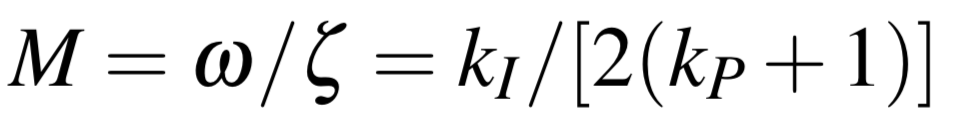 M = ω/ζ = k_I/[2(k_P + 1)]